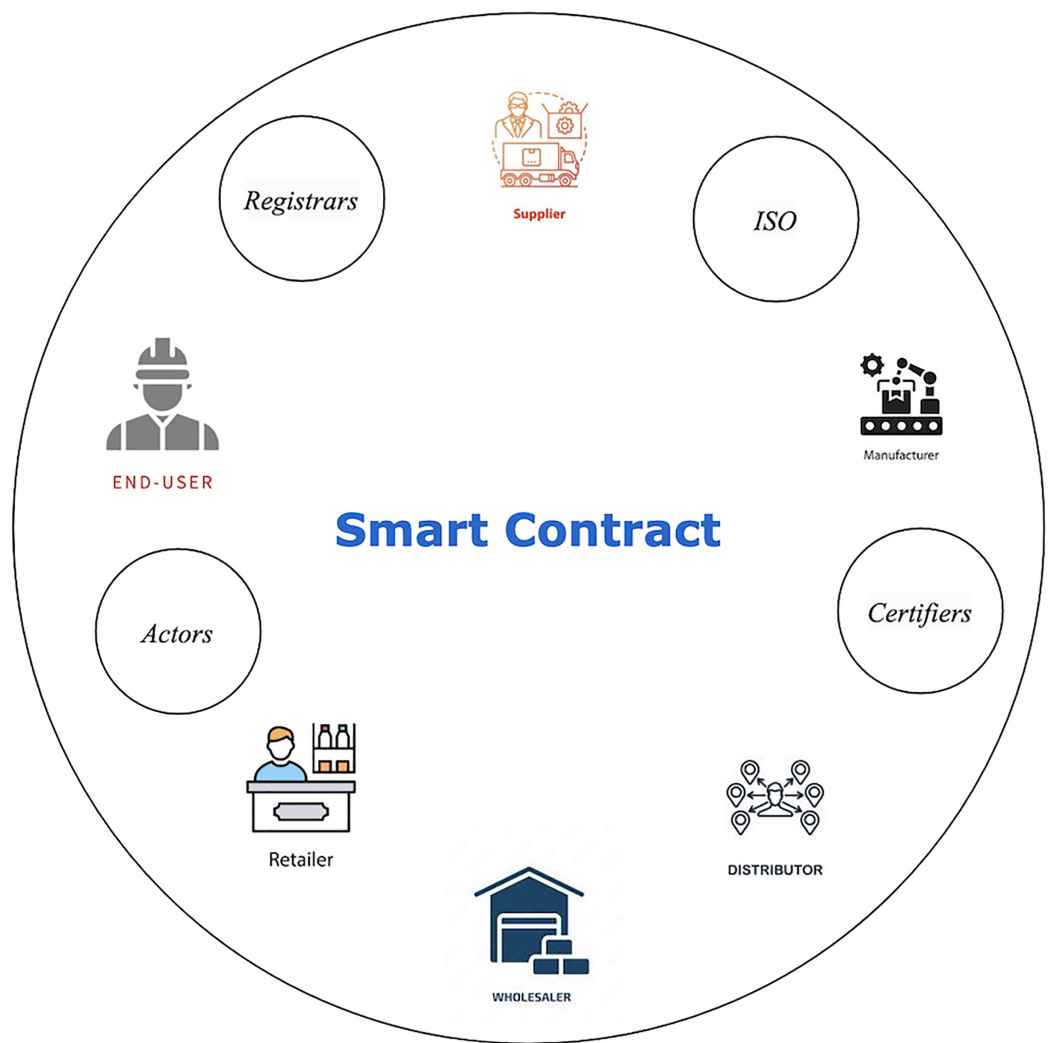 Registrars
Supplier
ISO
END-USER
Manufacturer
Smart Contract
Actors
Certifiers
Retailer
DISTRIBUTOR
WHOLESALER